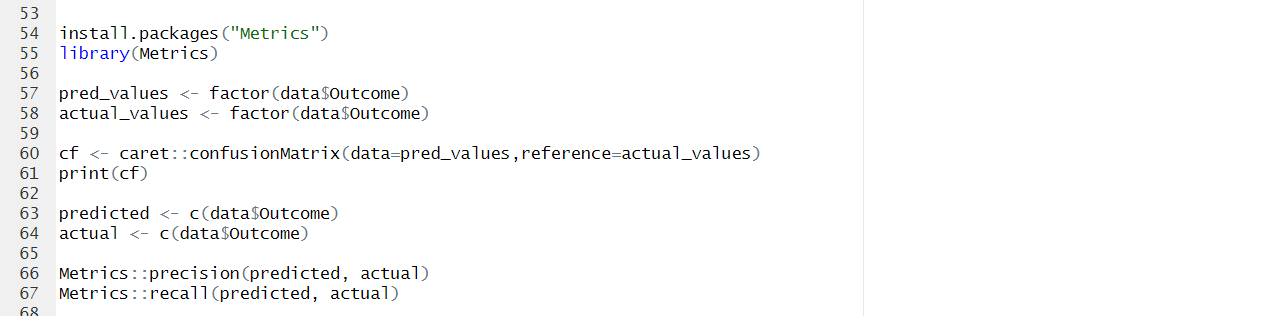 53
54 install.packages("Metrics")
55 library(Metrics)
56
57 pred_values <- factor(data$Outcome)
58 actual_values <- factor(data$Outcome)
59
60 cf <- caret::confusionMatrix(data=pred_values,reference=actual_values)
61 print(cf)
62
63 predicted <- c(data$Outcome)
64 actual <- c(data$Outcome)
65
66 Metrics::precision(predicted, actual)
67 Metrics::recall(predicted, actual)
68